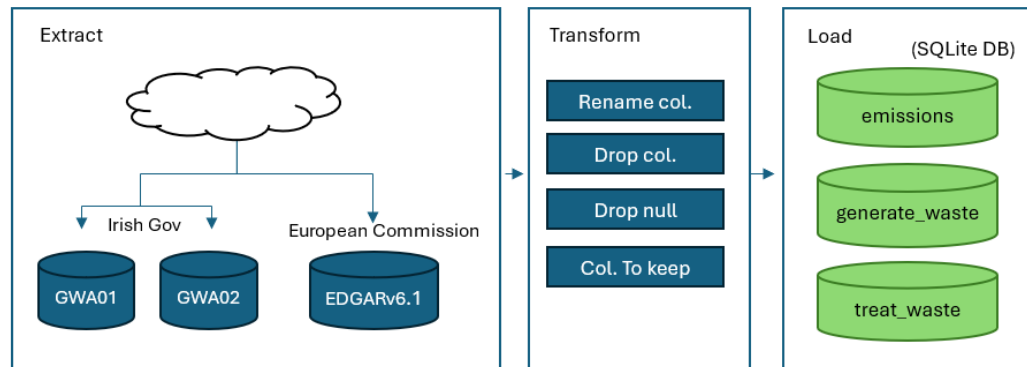 Extract
Irish Gov
European Commission
GWA01
GWA02
EDGARv6.1
Transform
Rename col.
Drop col.
Drop null
Col. To keep
Load
(SQLite DB)
emissions
generate_waste
treat_waste